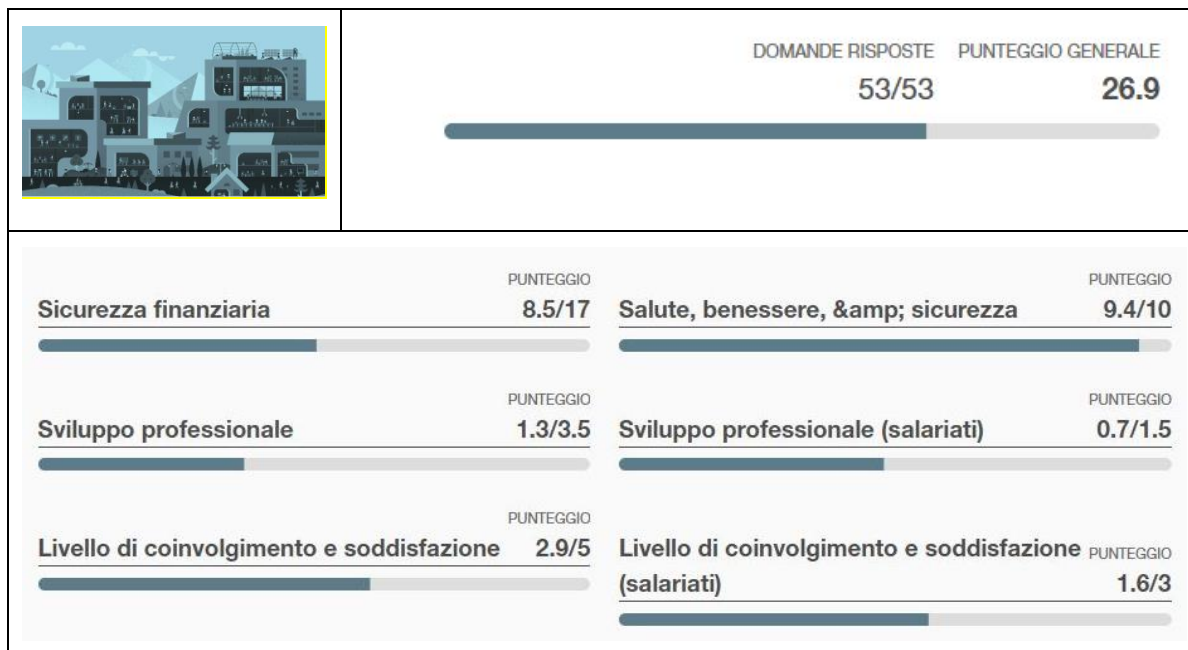 DOMANDE RISPOSTE PUNTEGGIO GENERALE
53/53 26.9
PUNTEGGIO
Sicurezza finanziaria 8.5/17
PUNTEGGIO
Salute, benessere, &amp; sicurezza 9.4/10
PUNTEGGIO
Sviluppo professionale 1.3/3.5
PUNTEGGIO
Sviluppo professionale (salariati) 0.7/1.5
PUNTEGGIO
Livello di coinvolgimento e soddisfazione 2.9/5
Livello di coinvolgimento e soddisfazione PUNTEGGIO
(salariati) 1.6/3